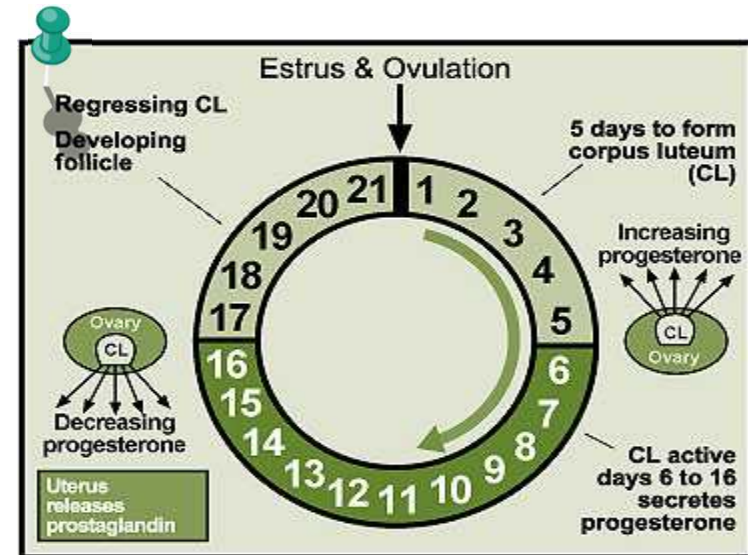 Estrus & Ovulation
Regressing CL
Developing
follicle
5 days to form
corpus luteum
(CL)
Increasing
progesterone
CL
Ovary
CL active
days 6 to 16
secretes
progesterone
1
2
3
4
5
6
7
8
9
10
11
12
13
14
15
16
17
18
19
20
21
Ovary
CL
Decreasing
progesterone
Uterus
releases
prostaglandin